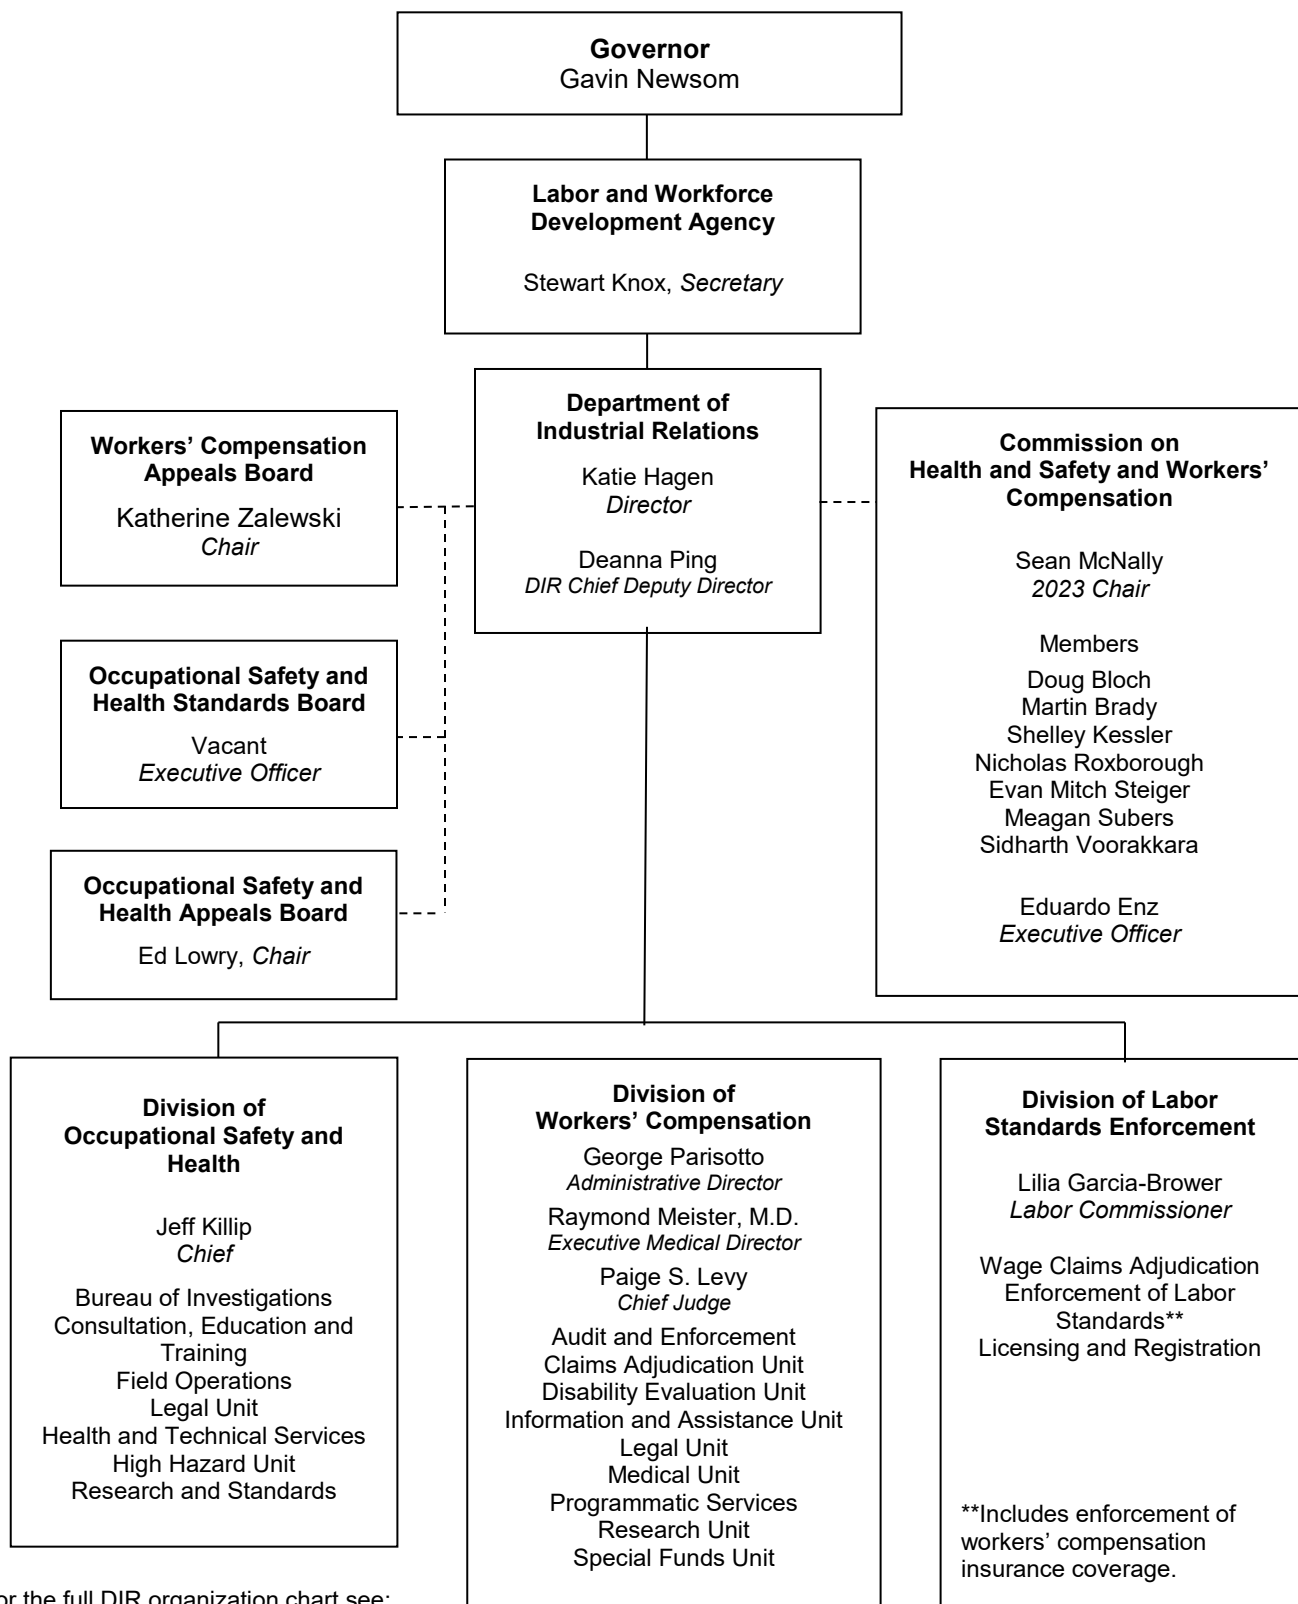 Governor
Gavin Newsom
Labor and Workforce
Development Agency
Stewart Knox, Secretary
Department of
Industrial Relations
Katie Hagen
Director
Deanna Ping
DIR Chief Deputy Director
Workers’ Compensation
Appeals Board
Katherine Zalewski
Chair
Occupational Safety and
Health Standards Board
Vacant
Executive Officer
Occupational Safety and
Health Appeals Board
Ed Lowry, Chair
Commission on
Health and Safety and Workers’
Compensation
Sean McNally
2023 Chair
Members
Doug Bloch
Martin Brady
Shelley Kessler
Nicholas Roxborough
Evan Mitch Steiger
Meagan Subers
Sidharth Voorakkara
Eduardo Enz
Executive Officer
Division of
Occupational Safety and
Health
Jeff Killip
Chief
Bureau of Investigations
Consultation, Education and
Training
Field Operations
Legal Unit
Health and Technical Services
High Hazard Unit
Research and Standards
Division of
Workers’ Compensation
George Parisotto
Administrative Director
Raymond Meister, M.D.
Executive Medical Director
Paige S. Levy
Chief Judge
Audit and Enforcement
Claims Adjudication Unit
Disability Evaluation Unit
Information and Assistance Unit
Legal Unit
Medical Unit
Programmatic Services
Research Unit
Special Funds Unit
Division of Labor
Standards Enforcement
Lilia Garcia-Brower
Labor Commissioner
Wage Claims Adjudication
Enforcement of Labor
Standards**
Licensing and Registration
**Includes enforcement of
workers’ compensation
insurance coverage.
or the full DIR organization chart see: